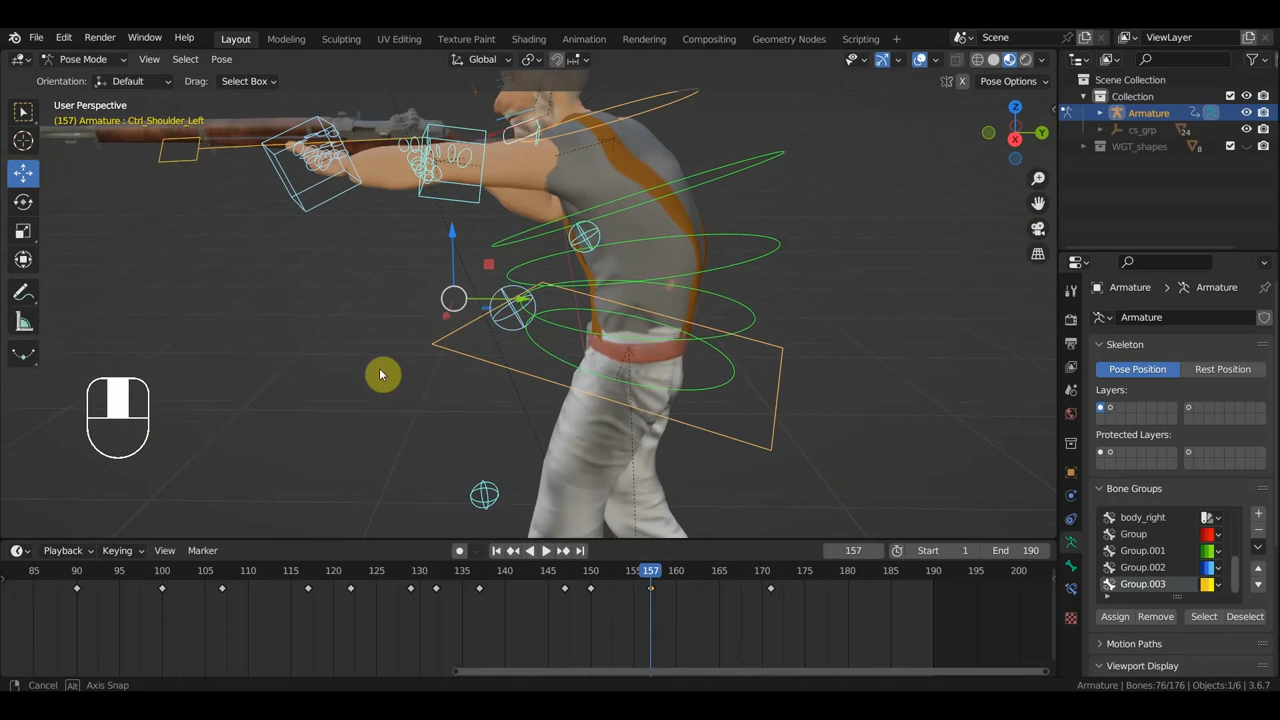 File Edit Render Window Help Layout Modeling Sculpting UV Editing Texture Paint Shading Animation Rendering Compositing Geometry Nodes Scripting + Scene ViewLayer
Pose Mode View Select Pose Global Pose Options
Orientation: Default Drag: Select Box X
User Perspective
(157) Armature : Ctrl_Shoulder_Left
Z
Y
X
Scene Collection
Collection
Armature
cs_grp 24
WGT_shapes 8
Armature Armature
Armature
Skeleton
Pose Position Rest Position
Layers:
Protected Layers:
Bone Groups
body_right
Group
Group.001
Group.002
Group.003
Assign Remove Select Deselect
Motion Paths
Viewport Display
Playback Keying View Marker 157 Start 1 End 190
85 90 95 100 105 110 115 120 125 130 135 140 145 150 155 157 160 165 170 175 180 185 190 195 200
Cancel Alt Axis Snap Armature | Bones:76/176 | Objects:1/6 | 3.6.7